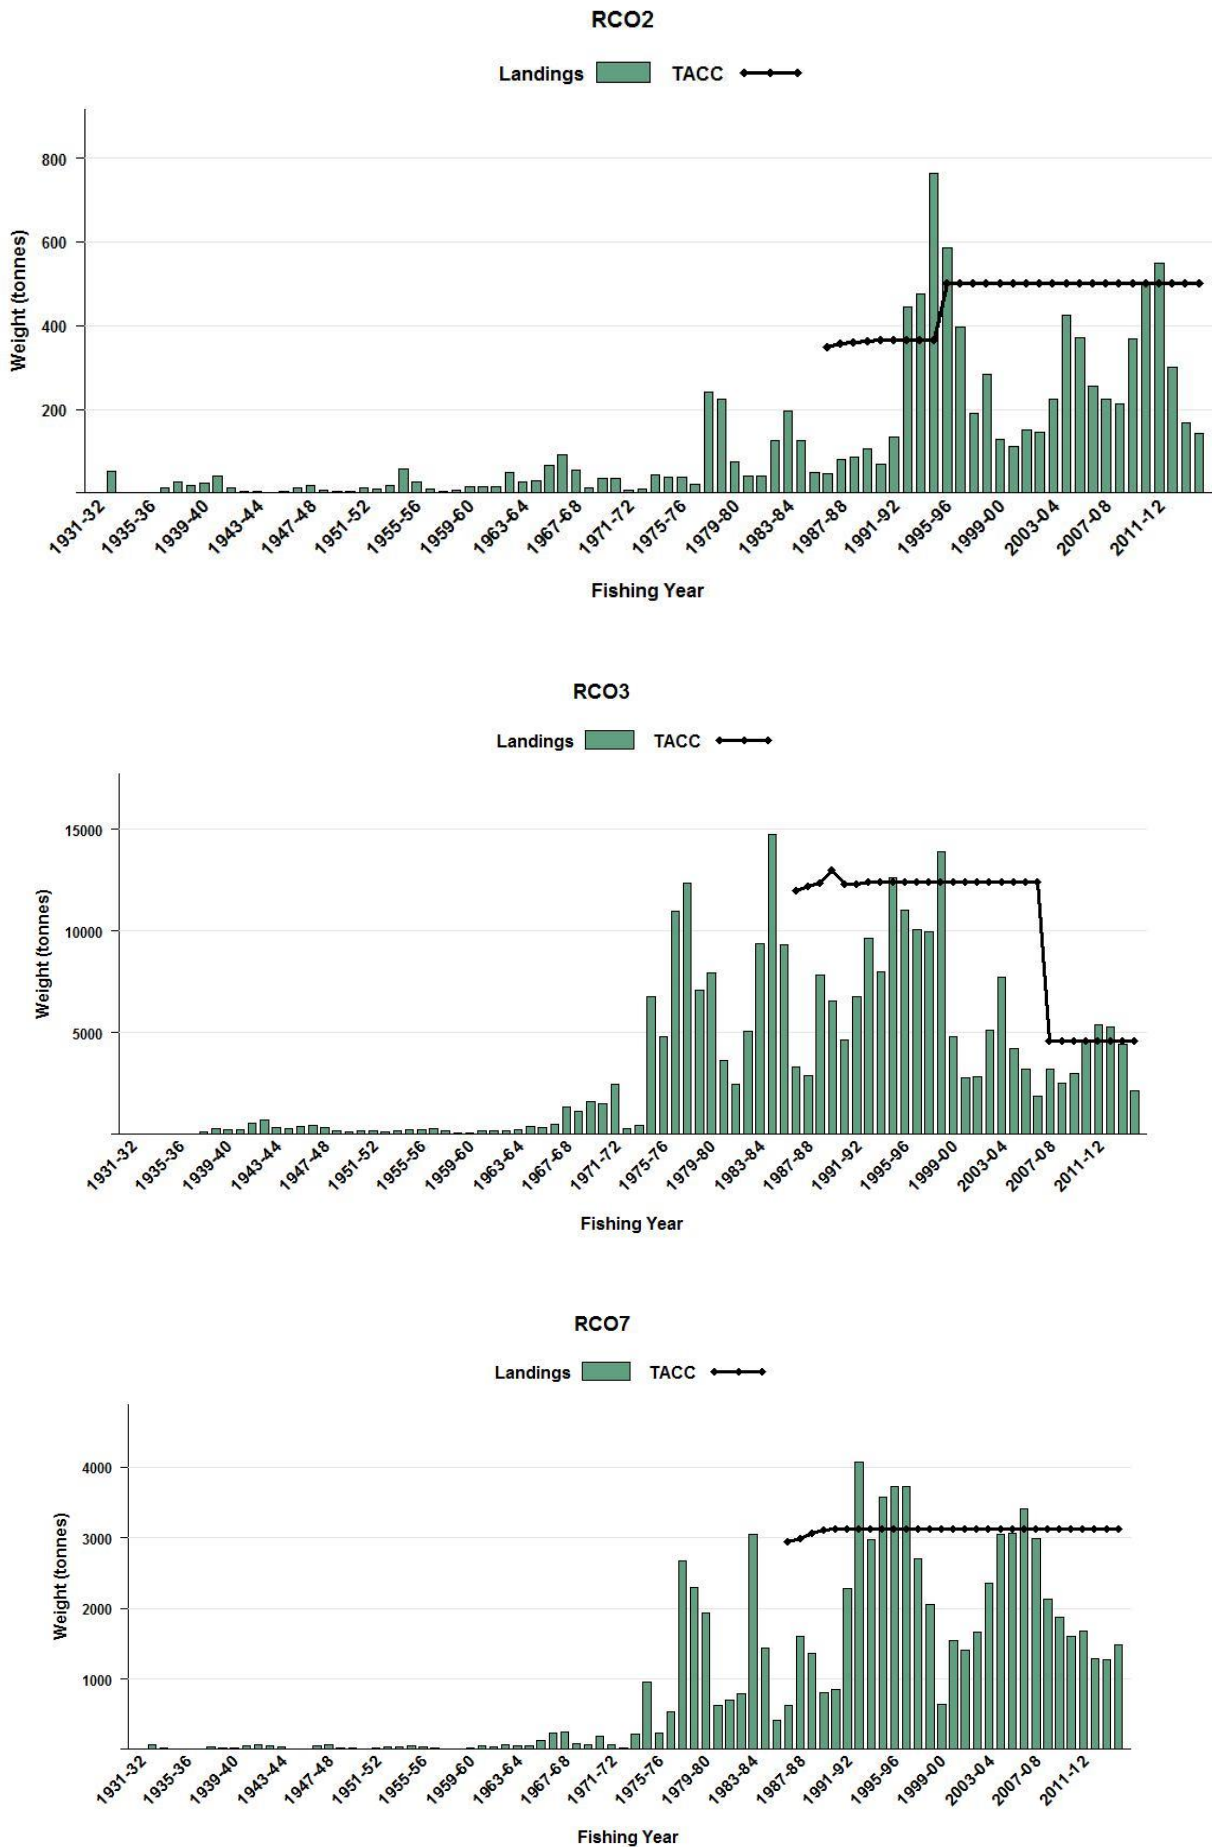 RCO2
Landings TACC
800
600
400
200
Weight (tonnes)
1931-32 1935-36 1939-40 1943-44 1947-48 1951-52 1955-56 1959-60 1963-64 1967-68 1971-72 1975-76 1979-80 1983-84 1987-88 1991-92 1995-96 1999-00 2003-04 2007-08 2011-12
Fishing Year
RCO3
Landings TACC
15000
10000
5000
Weight (tonnes)
1931-32 1935-36 1939-40 1943-44 1947-48 1951-52 1955-56 1959-60 1963-64 1967-68 1971-72 1975-76 1979-80 1983-84 1987-88 1991-92 1995-96 1999-00 2003-04 2007-08 2011-12
Fishing Year
RCO7
Landings TACC
4000
3000
2000
1000
Weight (tonnes)
1931-32 1935-36 1939-40 1943-44 1947-48 1951-52 1955-56 1959-60 1963-64 1967-68 1971-72 1975-76 1979-80 1983-84 1987-88 1991-92 1995-96 1999-00 2003-04 2007-08 2011-12
Fishing Year